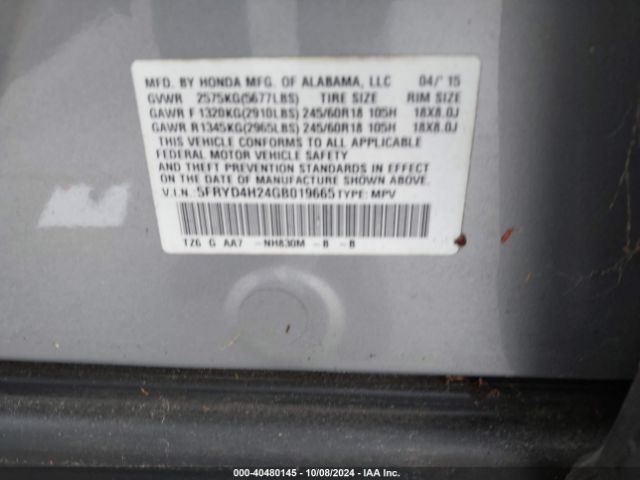 MFD. BY HONDA MFG. OF ALABAMA, LLC 04/'15
GVWR 2575KG(5677LBS) TIRE SIZE RIM SIZE
GAWR F 1320KG(2910LBS) 245/60R18 105H 18X8.0J
GAWR R1345KG(2965LBS) 245/60R18 105H 18X8.0J
THIS VEHICLE CONFORMS TO ALL APPLICABLE
FEDERAL MOTOR VEHICLE SAFETY
AND THEFT PREVENTION STANDARDS IN
EFFECT ON THE DATE OF MANUFACTURE SHOWN ABOVE.
V.I.N.: 5FRYD4H24GB019665 TYPE: MPV
TZ6 G AA7 -NH830M -B -B
000-40480145 - 10/08/2024 - IAA Inc.